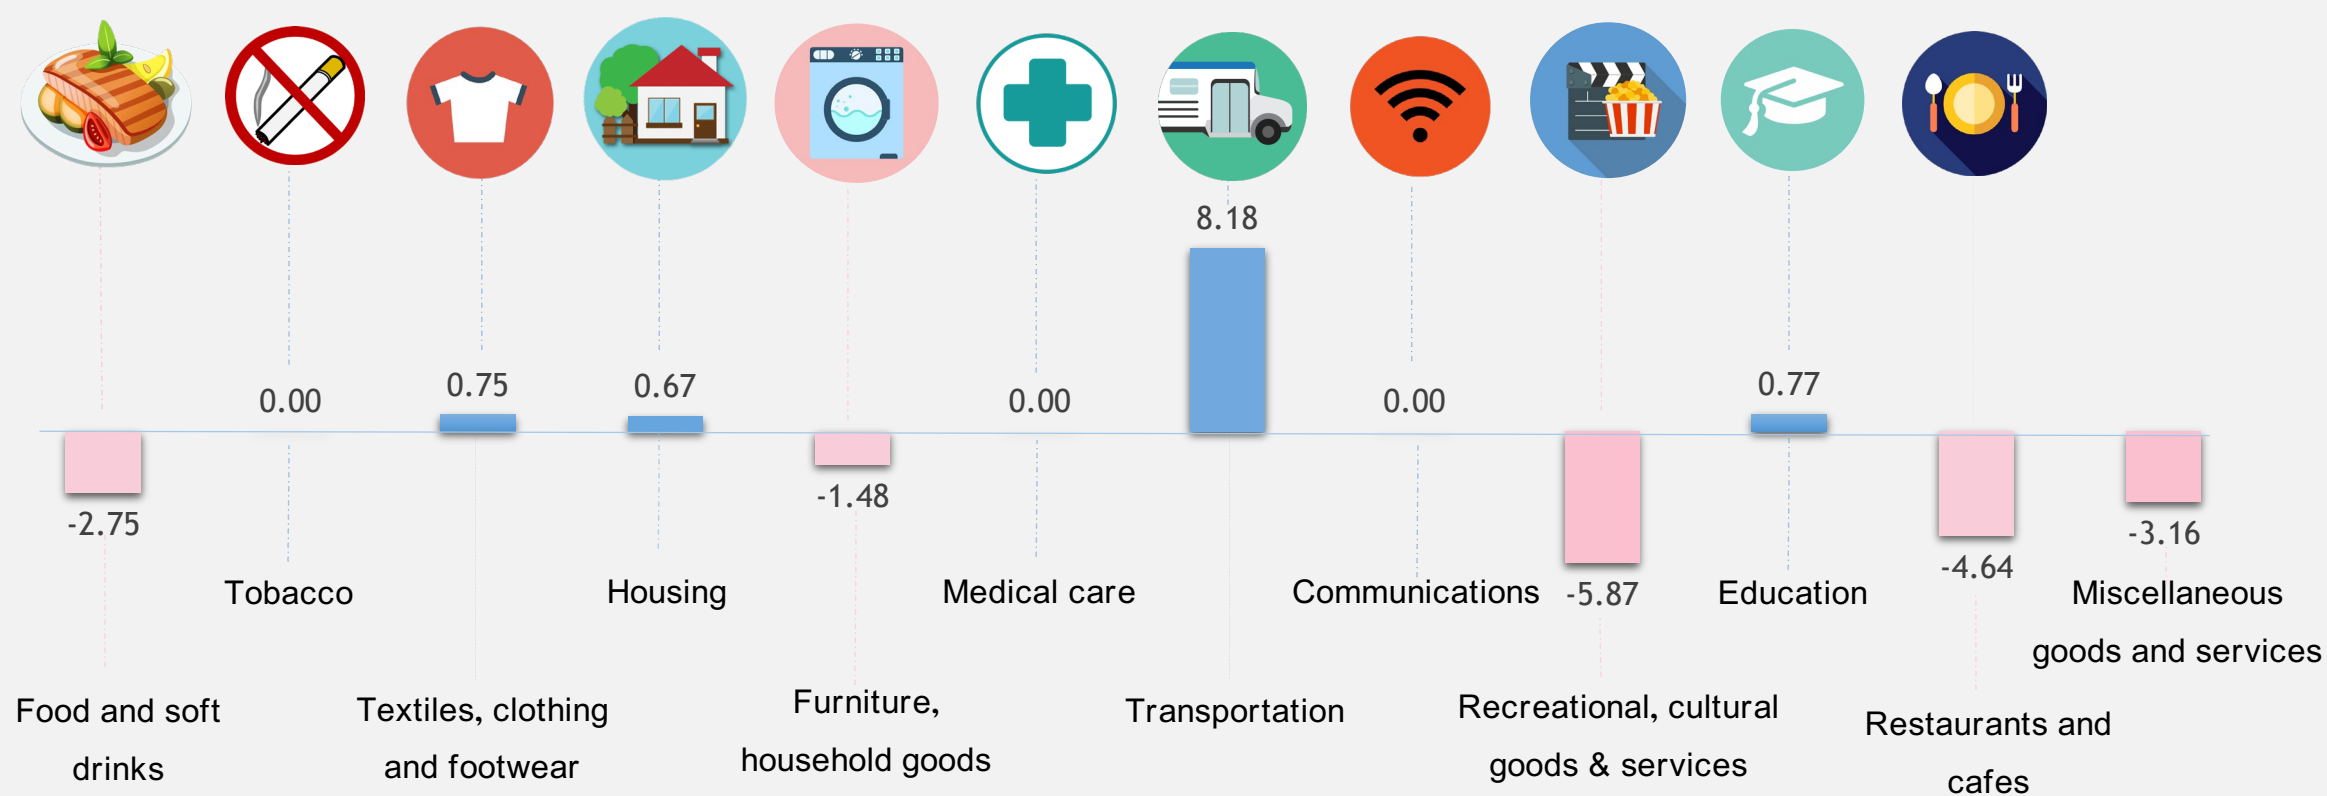 8.18
0.00
0.75
0.67
0.00
0.00
0.77
-2.75
-1.48
-5.87
-4.64
-3.16
Tobacco
Housing
Medical care
Communications
Education
Miscellaneous
goods and services
Food and soft
drinks
Textiles, clothing
and footwear
Furniture,
household goods
Transportation
Recreational, cultural
goods & services
Restaurants and
cafes